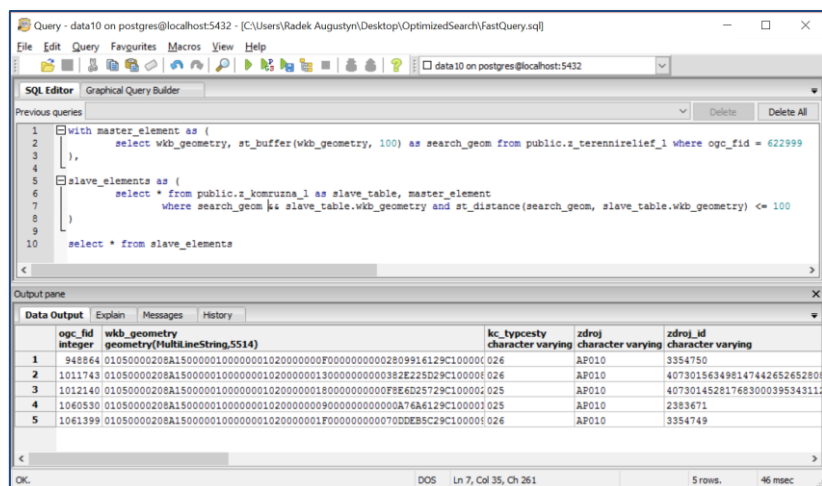 Query - data10 on postgres@localhost:5432 - [C:\Users\Radek Augustyn\Desktop\OptimizedSearch\FastQuery.sql]
File Edit Query Favourites Macros View Help
data10 on postgres@localhost:5432
SQL Editor Graphical Query Builder
Previous queries Delete Delete All
1 with master_element as (
2 select wkb_geometry, st_buffer(wkb_geometry, 100) as search_geom from public.z_terennirelief_l where ogc_fid = 622999
3 ),
4
5 slave_elements as (
6 select * from public.z_komruzna_l as slave_table, master_element
7 where search_geom && slave_table.wkb_geometry and st_distance(search_geom, slave_table.wkb_geometry) <= 100
8 )
9
10 select * from slave_elements
Output pane
Data Output Explain Messages History
ogc_fid wkb_geometry kc_typcesty zdroj zdroj_id
integer geometry(MultiLineString,5514) character varying character varying character varying
1 948864 026 AP010 3354750
2 1011743 026 AP010
3 1012140 025 AP010
4 1060530 025 AP010 2383671
5 1061399 026 AP010 3354749
OK. DOS Ln 7, Col 35, Ch 261 5 rows. 46 msec